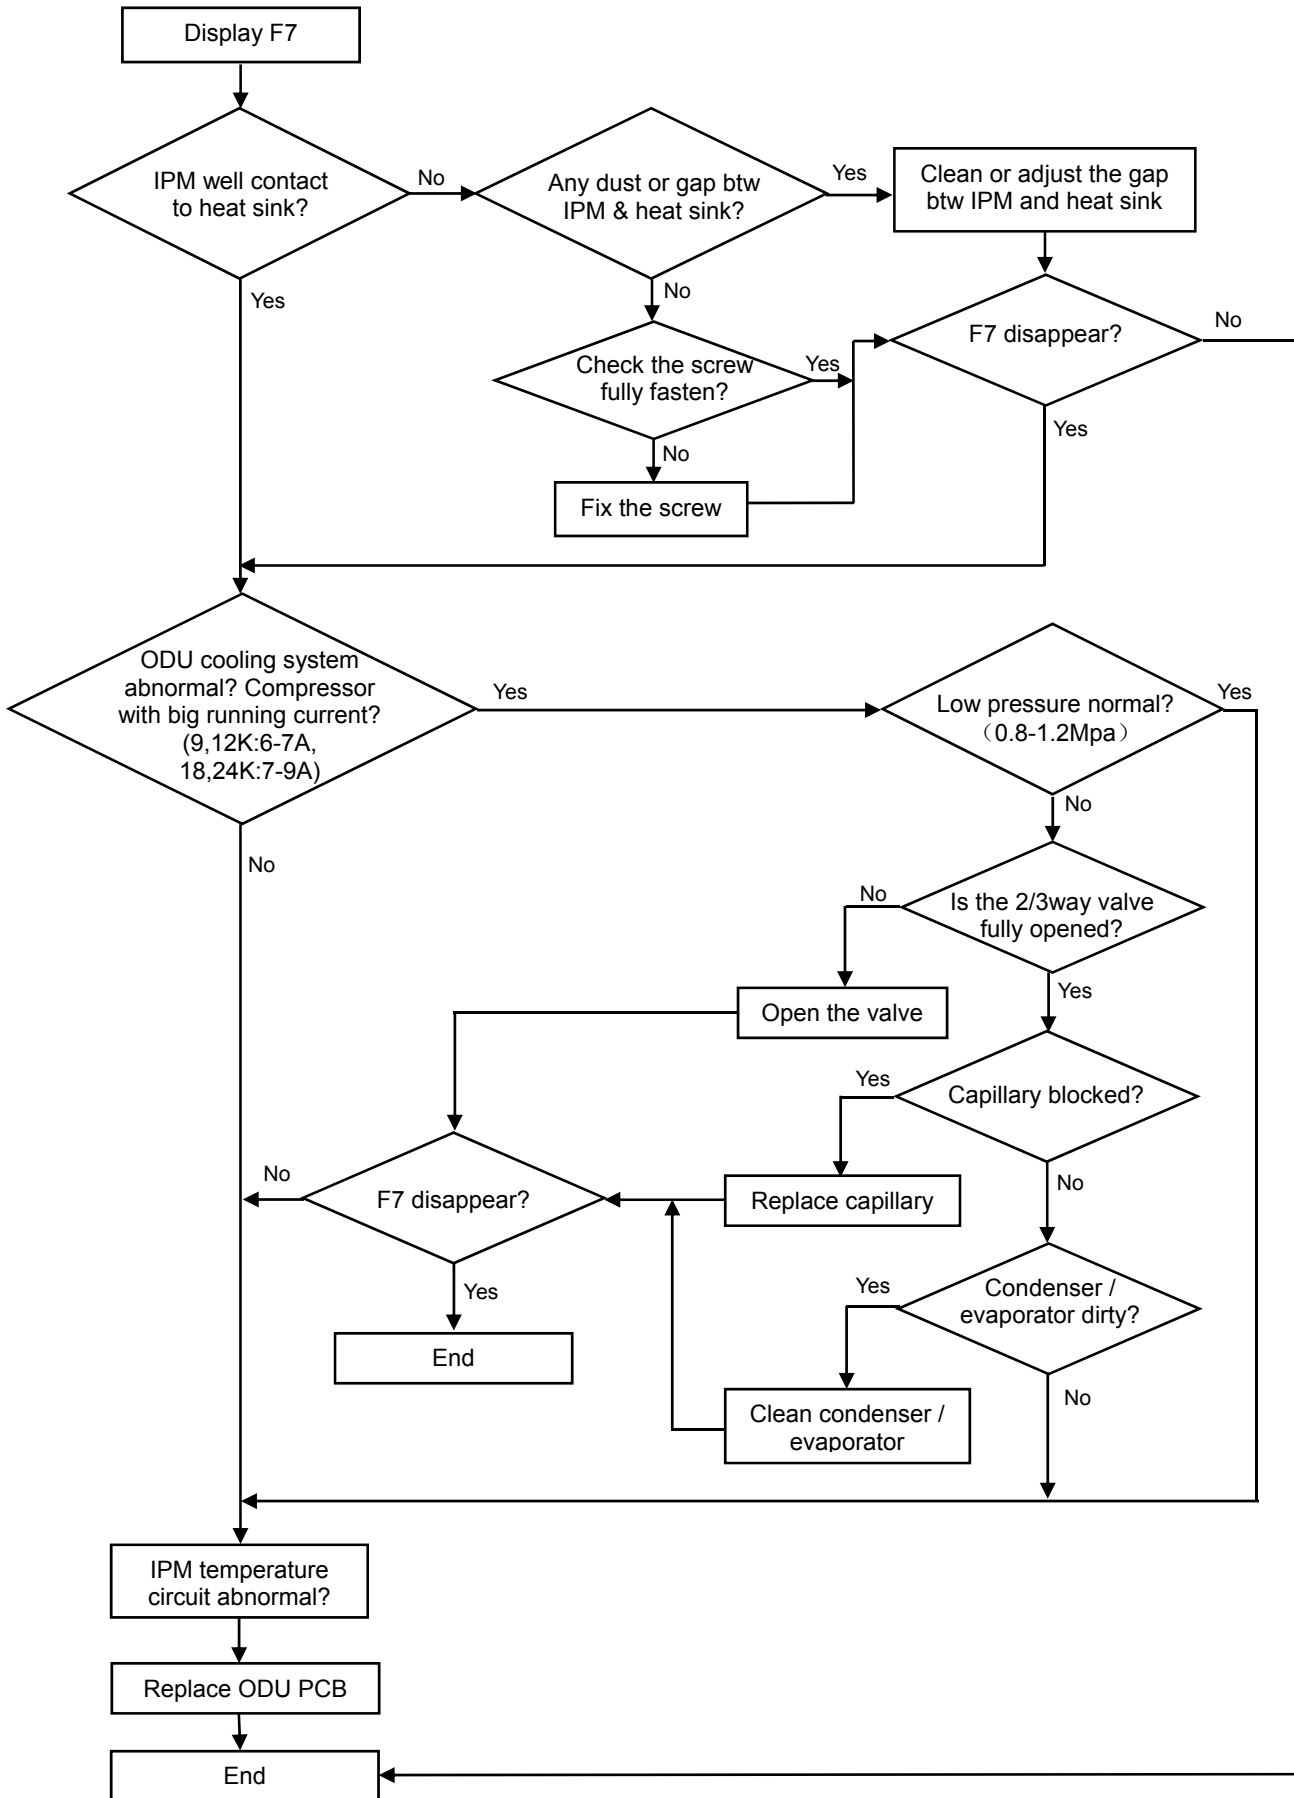 Display F7
IPM well contact
to heat sink?
No
Any dust or gap btw
IPM & heat sink?
Yes
Clean or adjust the gap
btw IPM and heat sink
Yes
No
F7 disappear?
No
Check the screw
fully fasten?
Yes
Yes
No
Fix the screw
ODU cooling system
abnormal? Compressor
with big running current?
(9,12K:6-7A,
18,24K:7-9A)
Yes
Low pressure normal?
（0.8-1.2Mpa）
Yes
No
No
Is the 2/3way valve
fully opened?
No
Yes
Open the valve
Capillary blocked?
Yes
No
Replace capillary
F7 disappear?
No
Yes
End
Condenser /
evaporator dirty?
Yes
No
Clean condenser /
evaporator
IPM temperature
circuit abnormal?
Replace ODU PCB
End